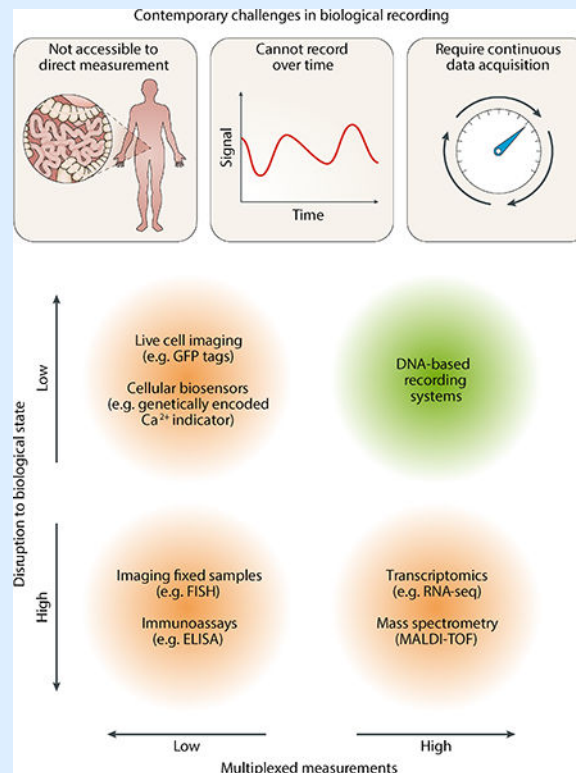 Contemporary challenges in biological recording
Not accessible to
direct measurement
Cannot record
over time
Require continuous
data acquisition
Signal
Time
Low
Disruption to biological state
High
Live cell imaging
(e.g. GFP tags)
Cellular biosensors
(e.g. genetically encoded
Ca²⁺ indicator)
DNA-based
recording
systems
Imaging fixed samples
(e.g. FISH)
Immunoassays
(e.g. ELISA)
Transcriptomics
(e.g. RNA-seq)
Mass spectrometry
(MALDI-TOF)
Low
High
Multiplexed measurements